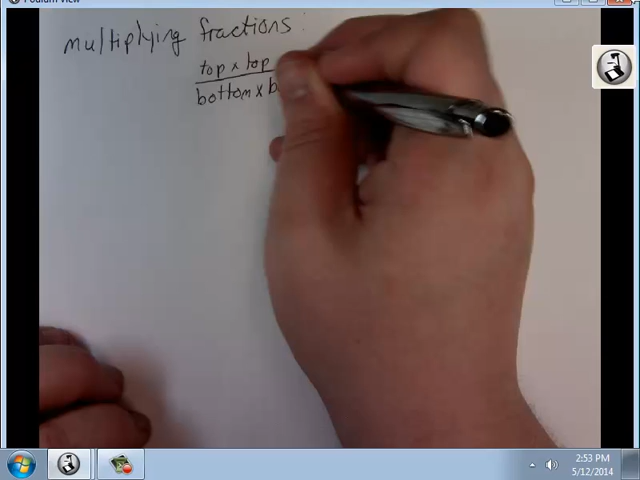 Podium View
multiplying fractions:
top x top
bottom x b
2:53 PM
5/12/2014